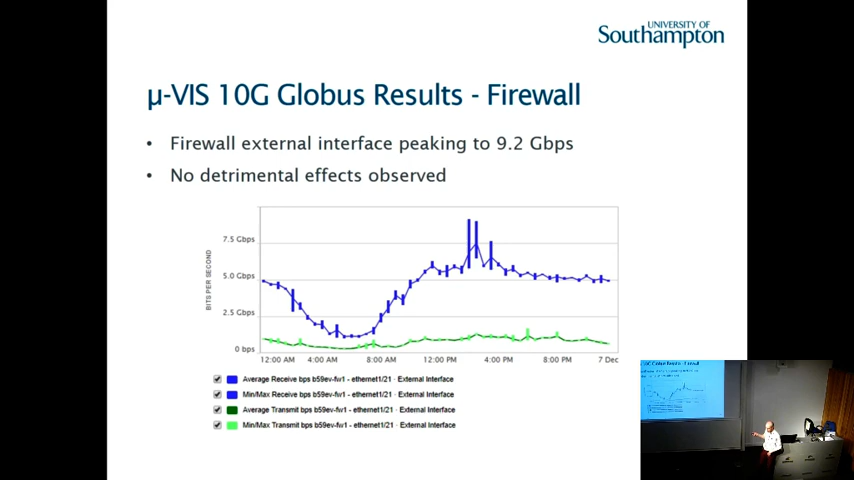 UNIVERSITY OF
Southampton
µ-VIS 10G Globus Results - Firewall
• Firewall external interface peaking to 9.2 Gbps
• No detrimental effects observed
BITS PER SECOND
7.5 Gbps
5.0 Gbps
2.5 Gbps
0 bps
12:00 AM 4:00 AM 8:00 AM 12:00 PM 4:00 PM 8:00 PM 7 Dec
Average Receive bps b59ev-fw1 - ethernet1/21 · External Interface
Min/Max Receive bps b59ev-fw1 - ethernet1/21 · External Interface
Average Transmit bps b59ev-fw1 - ethernet1/21 · External Interface
Min/Max Transmit bps b59ev-fw1 - ethernet1/21 · External Interface